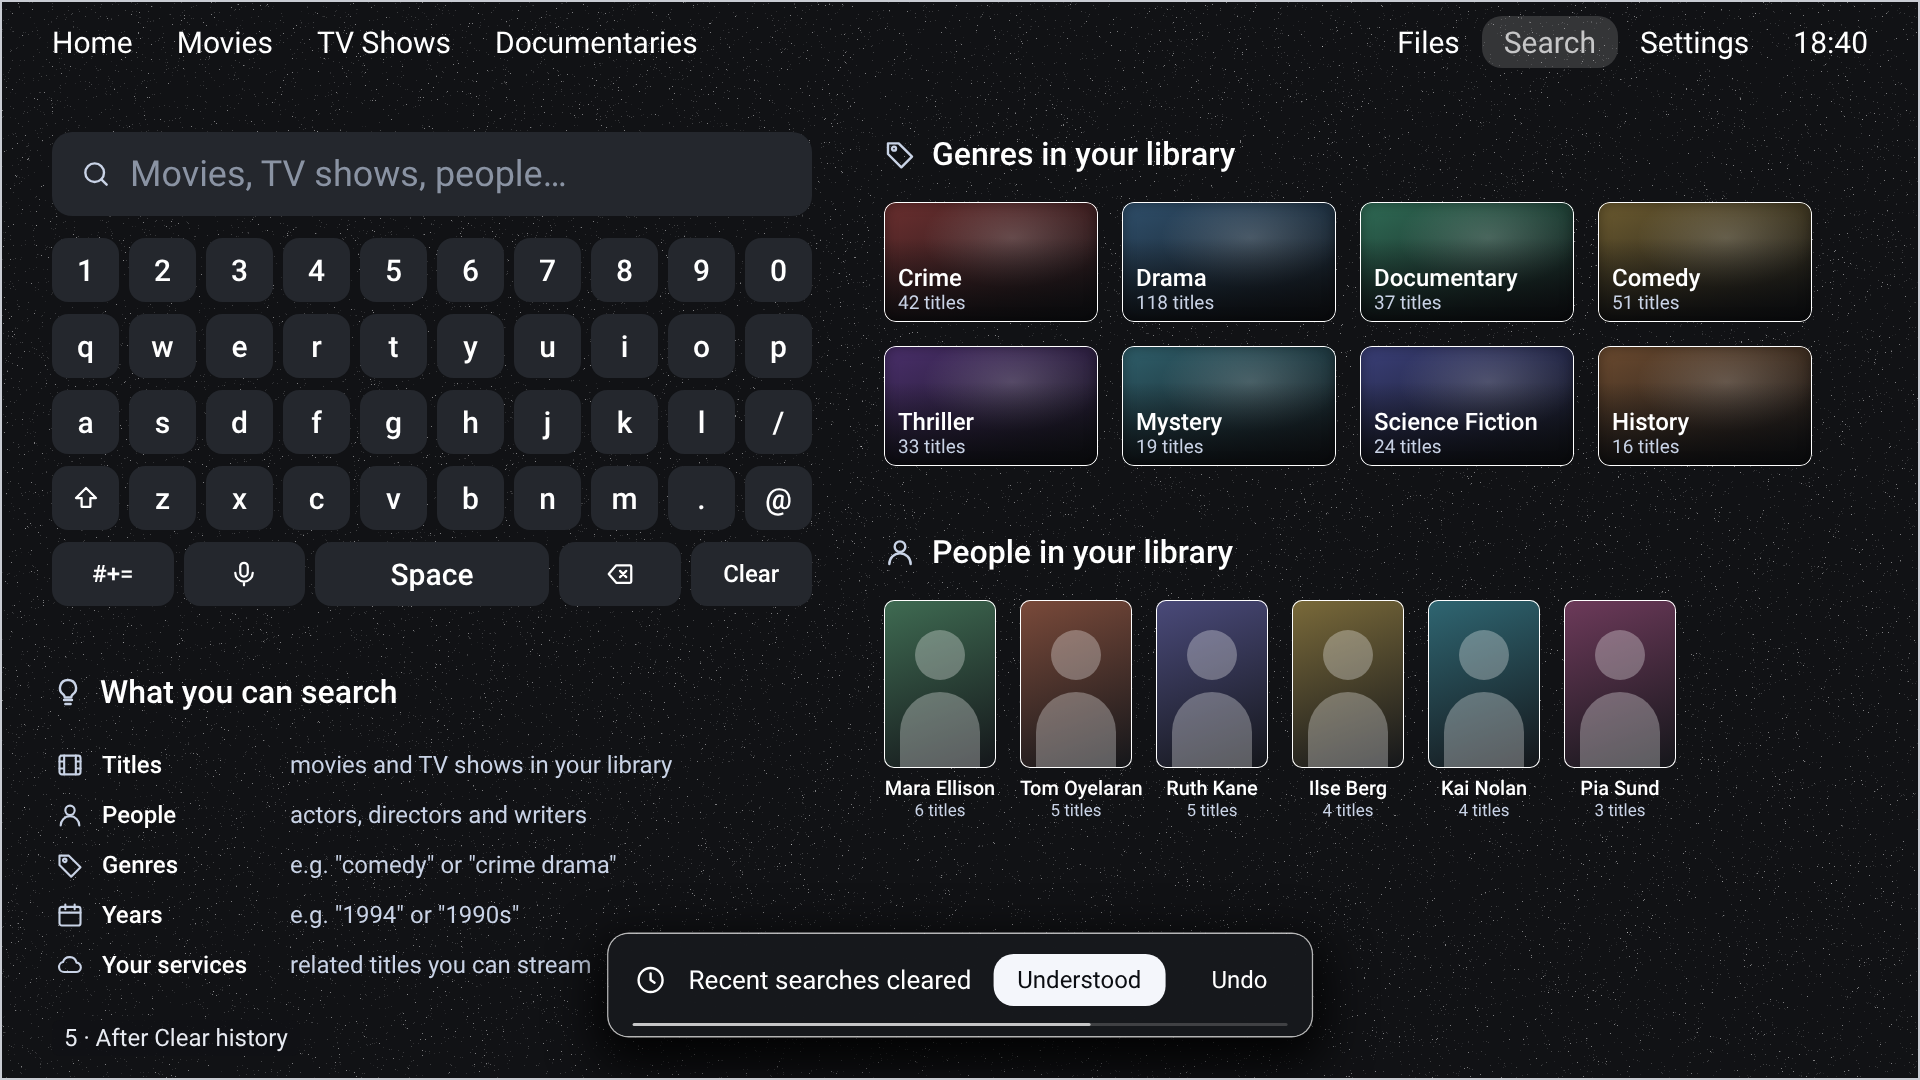 Home Movies TV Shows Documentaries Files Search Settings 18:40
Movies, TV shows, people...
1 2 3 4 5 6 7 8 9 0
q w e r t y u i o p
a s d f g h j k l /
z x c v b n m . @
#+= Space Clear
What you can search
Titles movies and TV shows in your library
People actors, directors and writers
Genres e.g. "comedy" or "crime drama"
Years e.g. "1994" or "1990s"
Your services related titles you can stream
5 · After Clear history
Genres in your library
Crime
42 titles
Drama
118 titles
Documentary
37 titles
Comedy
51 titles
Thriller
33 titles
Mystery
19 titles
Science Fiction
24 titles
History
16 titles
People in your library
Mara Ellison
6 titles
Tom Oyelaran
5 titles
Ruth Kane
5 titles
Ilse Berg
4 titles
Kai Nolan
4 titles
Pia Sund
3 titles
Recent searches cleared Understood Undo